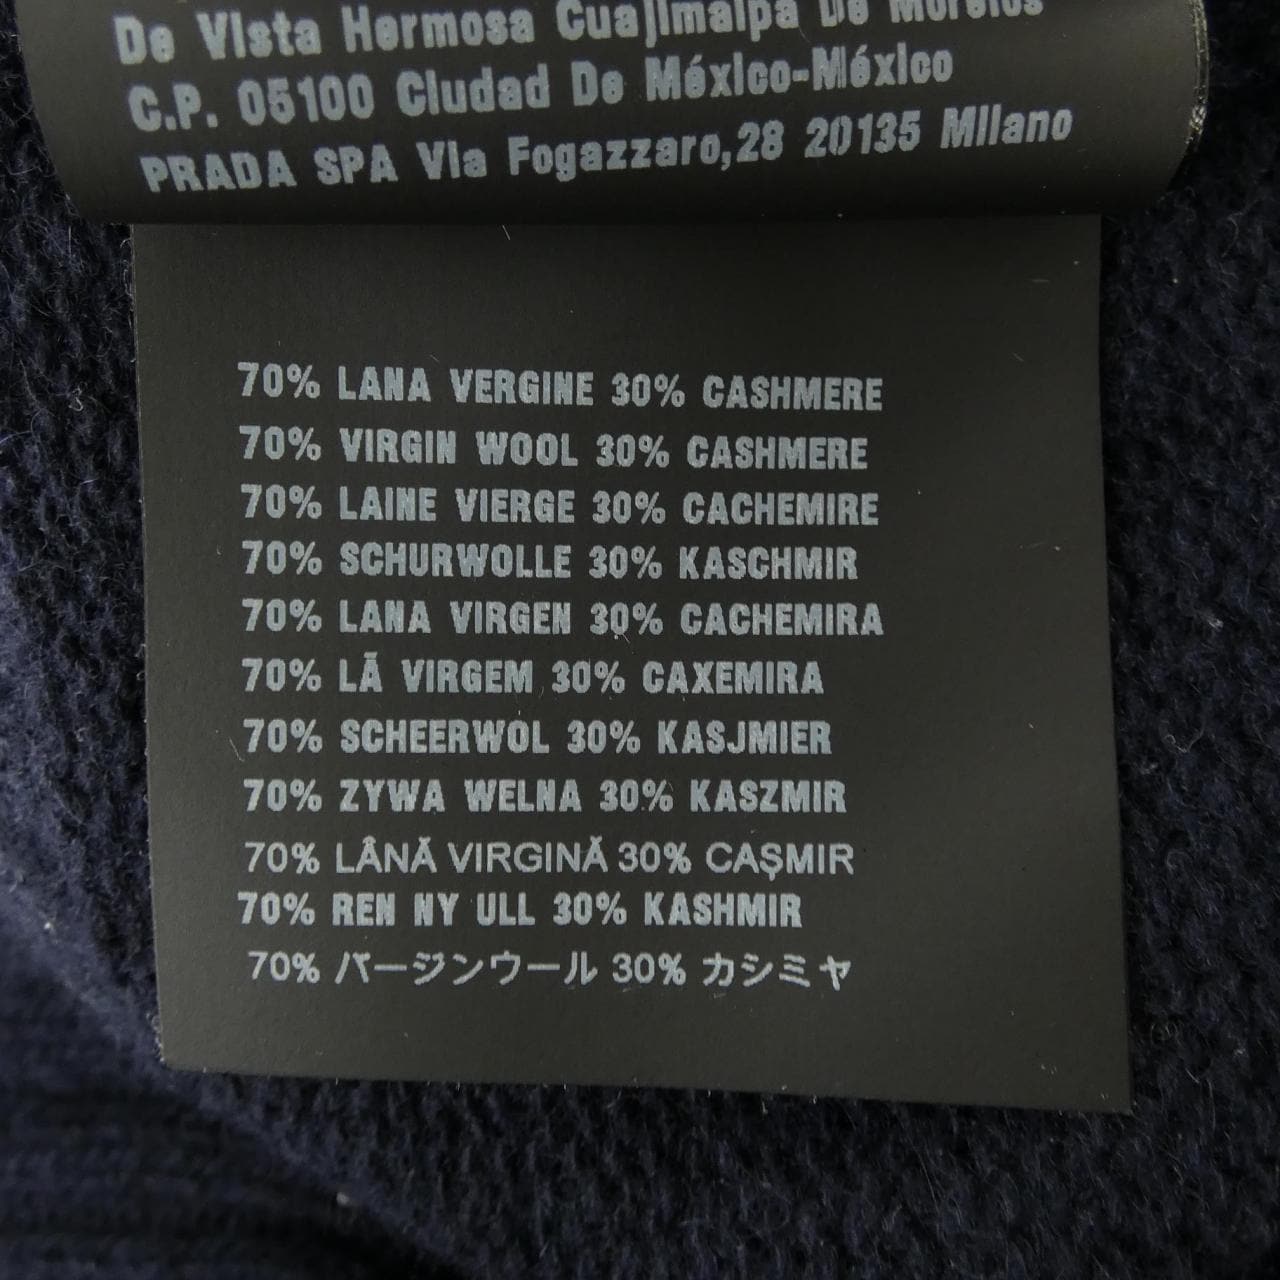 De Vista Hermosa Cuajimalpa De Morelos
C.P. 05100 Ciudad De México-México
PRADA SPA Via Fogazzaro,28 20135 Milano
70% LANA VERGINE 30% CASHMERE
70% VIRGIN WOOL 30% CASHMERE
70% LAINE VIERGE 30% CACHEMIRE
70% SCHURWOLLE 30% KASCHMIR
70% LANA VIRGEN 30% CACHEMIRA
70% LÃ VIRGEM 30% CAXEMIRA
70% SCHEERWOL 30% KASJMIER
70% ZYWA WELNA 30% KASZMIR
70% LÂNĂ VIRGINĂ 30% CAŞMIR
70% REN NY ULL 30% KASHMIR
70% バージンウール 30% カシミヤ